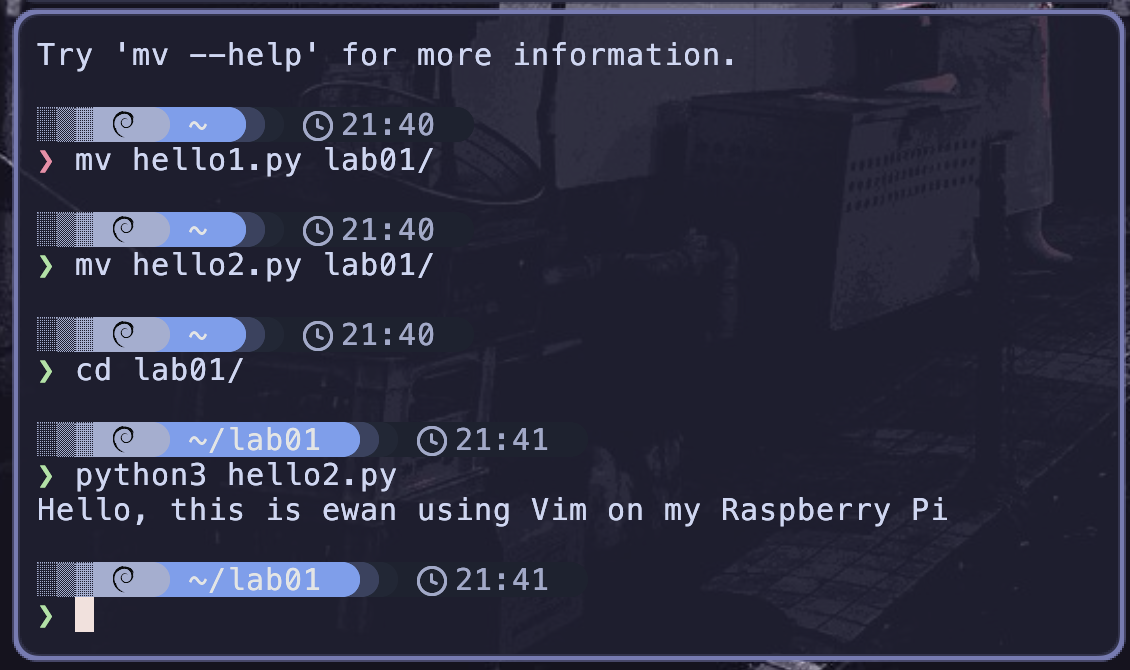 Try 'mv --help' for more information.
~ 21:40
❯ mv hello1.py lab01/
~ 21:40
❯ mv hello2.py lab01/
~ 21:40
❯ cd lab01/
~/lab01 21:41
❯ python3 hello2.py
Hello, this is ewan using Vim on my Raspberry Pi
~/lab01 21:41
❯